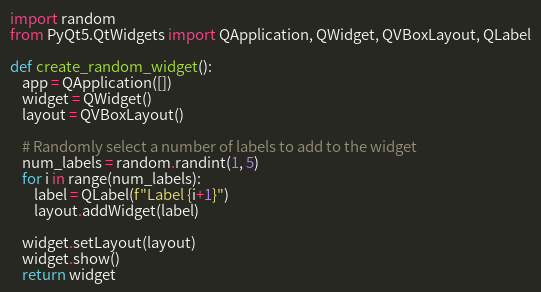 import random
from PyQt5.QtWidgets import QApplication, QWidget, QVBoxLayout, QLabel

def create_random_widget():
    app = QApplication([])
    widget = QWidget()
    layout = QVBoxLayout()

    # Randomly select a number of labels to add to the widget
    num_labels = random.randint(1, 5)
    for i in range(num_labels):
        label = QLabel(f"Label {i+1}")
        layout.addWidget(label)

    widget.setLayout(layout)
    widget.show()
    return widget